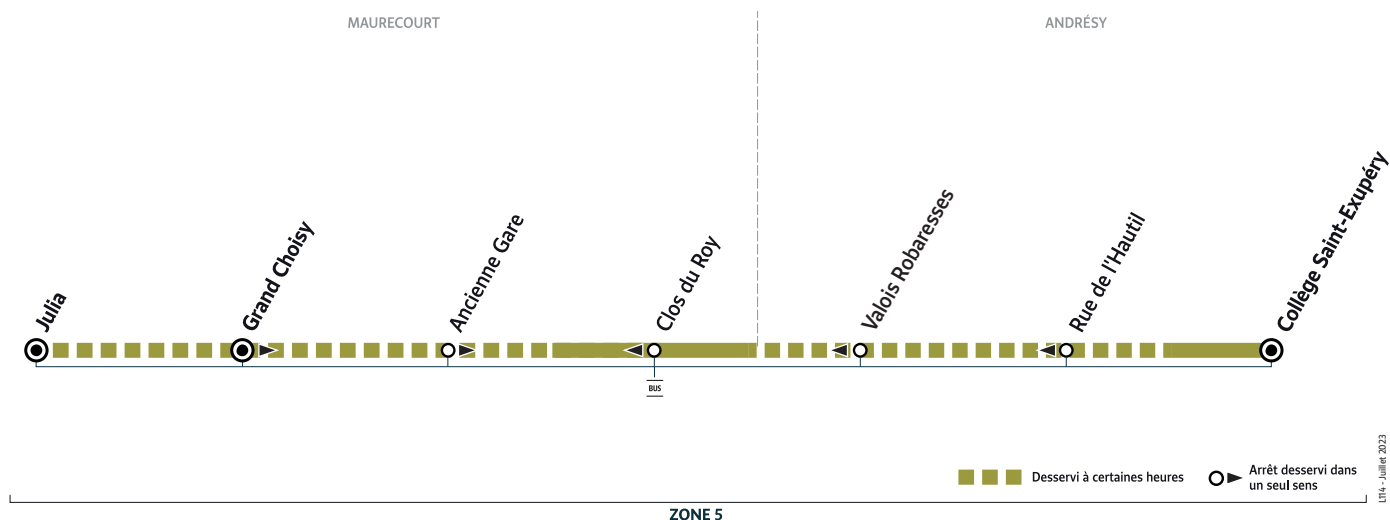 MAURECOURT
ANDRÉSY
Julia
Grand Choisy
Ancienne Gare
Clos du Roy
Valois Robaresses
Rue de l'Hautil
Collège Saint-Exupéry
BUS
Desservi à certaines heures
Arrêt desservi dans
un seul sens
L114 - Juillet 2023
ZONE 5